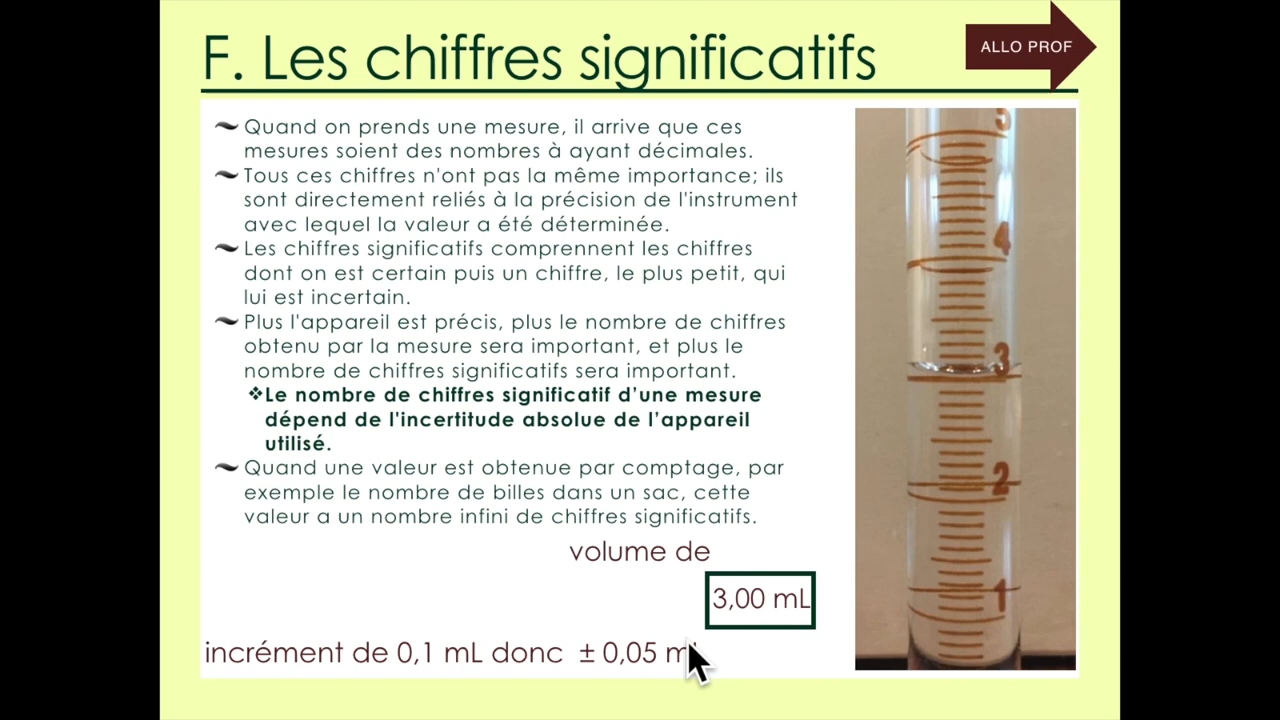 F. Les chiffres significatifs
ALLO PROF
Quand on prends une mesure, il arrive que ces
mesures soient des nombres à ayant décimales.
Tous ces chiffres n'ont pas la même importance; ils
sont directement reliés à la précision de l'instrument
avec lequel la valeur a été déterminée.
Les chiffres significatifs comprennent les chiffres
dont on est certain puis un chiffre, le plus petit, qui
lui est incertain.
Plus l'appareil est précis, plus le nombre de chiffres
obtenu par la mesure sera important, et plus le
nombre de chiffres significatifs sera important.
❖Le nombre de chiffres significatif d’une mesure
dépend de l'incertitude absolue de l’appareil
utilisé.
Quand une valeur est obtenue par comptage, par
exemple le nombre de billes dans un sac, cette
valeur a un nombre infini de chiffres significatifs.
volume de
3,00 mL
incrément de 0,1 mL donc ± 0,05 mL
5
4
3
2
1